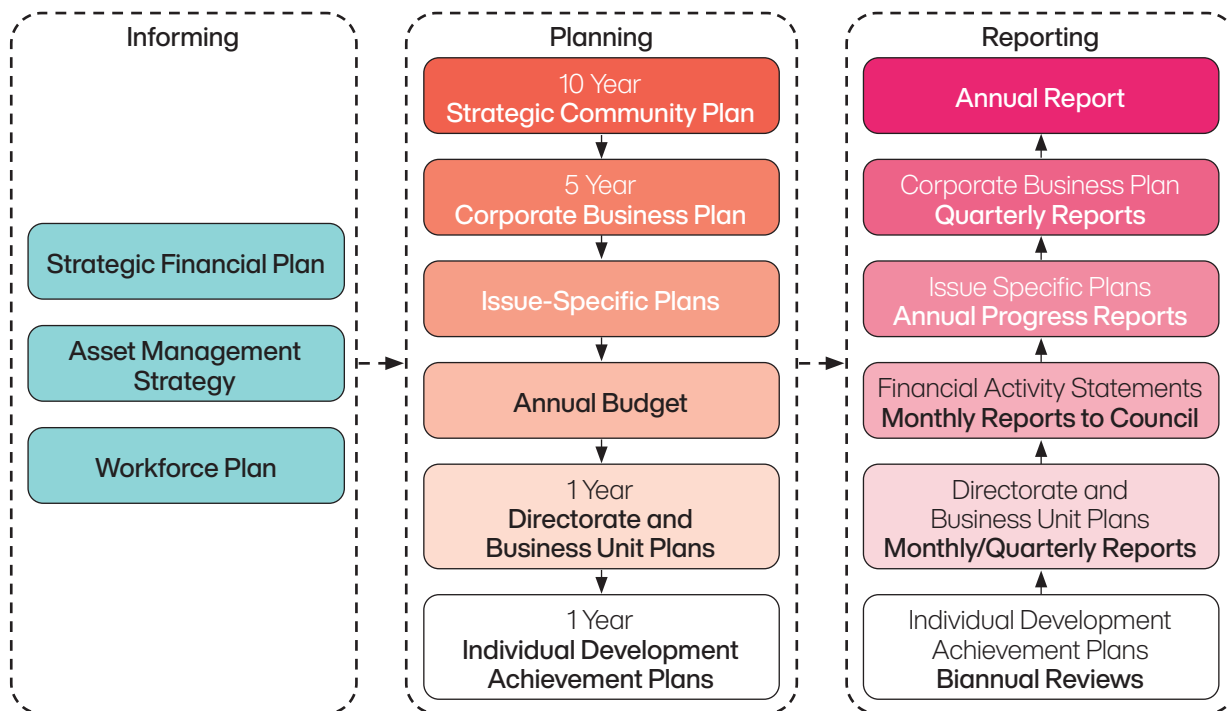 Informing
Strategic Financial Plan
Asset Management
Strategy
Workforce Plan
Planning
10 Year
Strategic Community Plan
5 Year
Corporate Business Plan
Issue-Specific Plans
Annual Budget
1 Year
Directorate and
Business Unit Plans
1 Year
Individual Development
Achievement Plans
Reporting
Annual Report
Corporate Business Plan
Quarterly Reports
Issue Specific Plans
Annual Progress Reports
Financial Activity Statements
Monthly Reports to Council
Directorate and
Business Unit Plans
Monthly/Quarterly Reports
Individual Development
Achievement Plans
Biannual Reviews